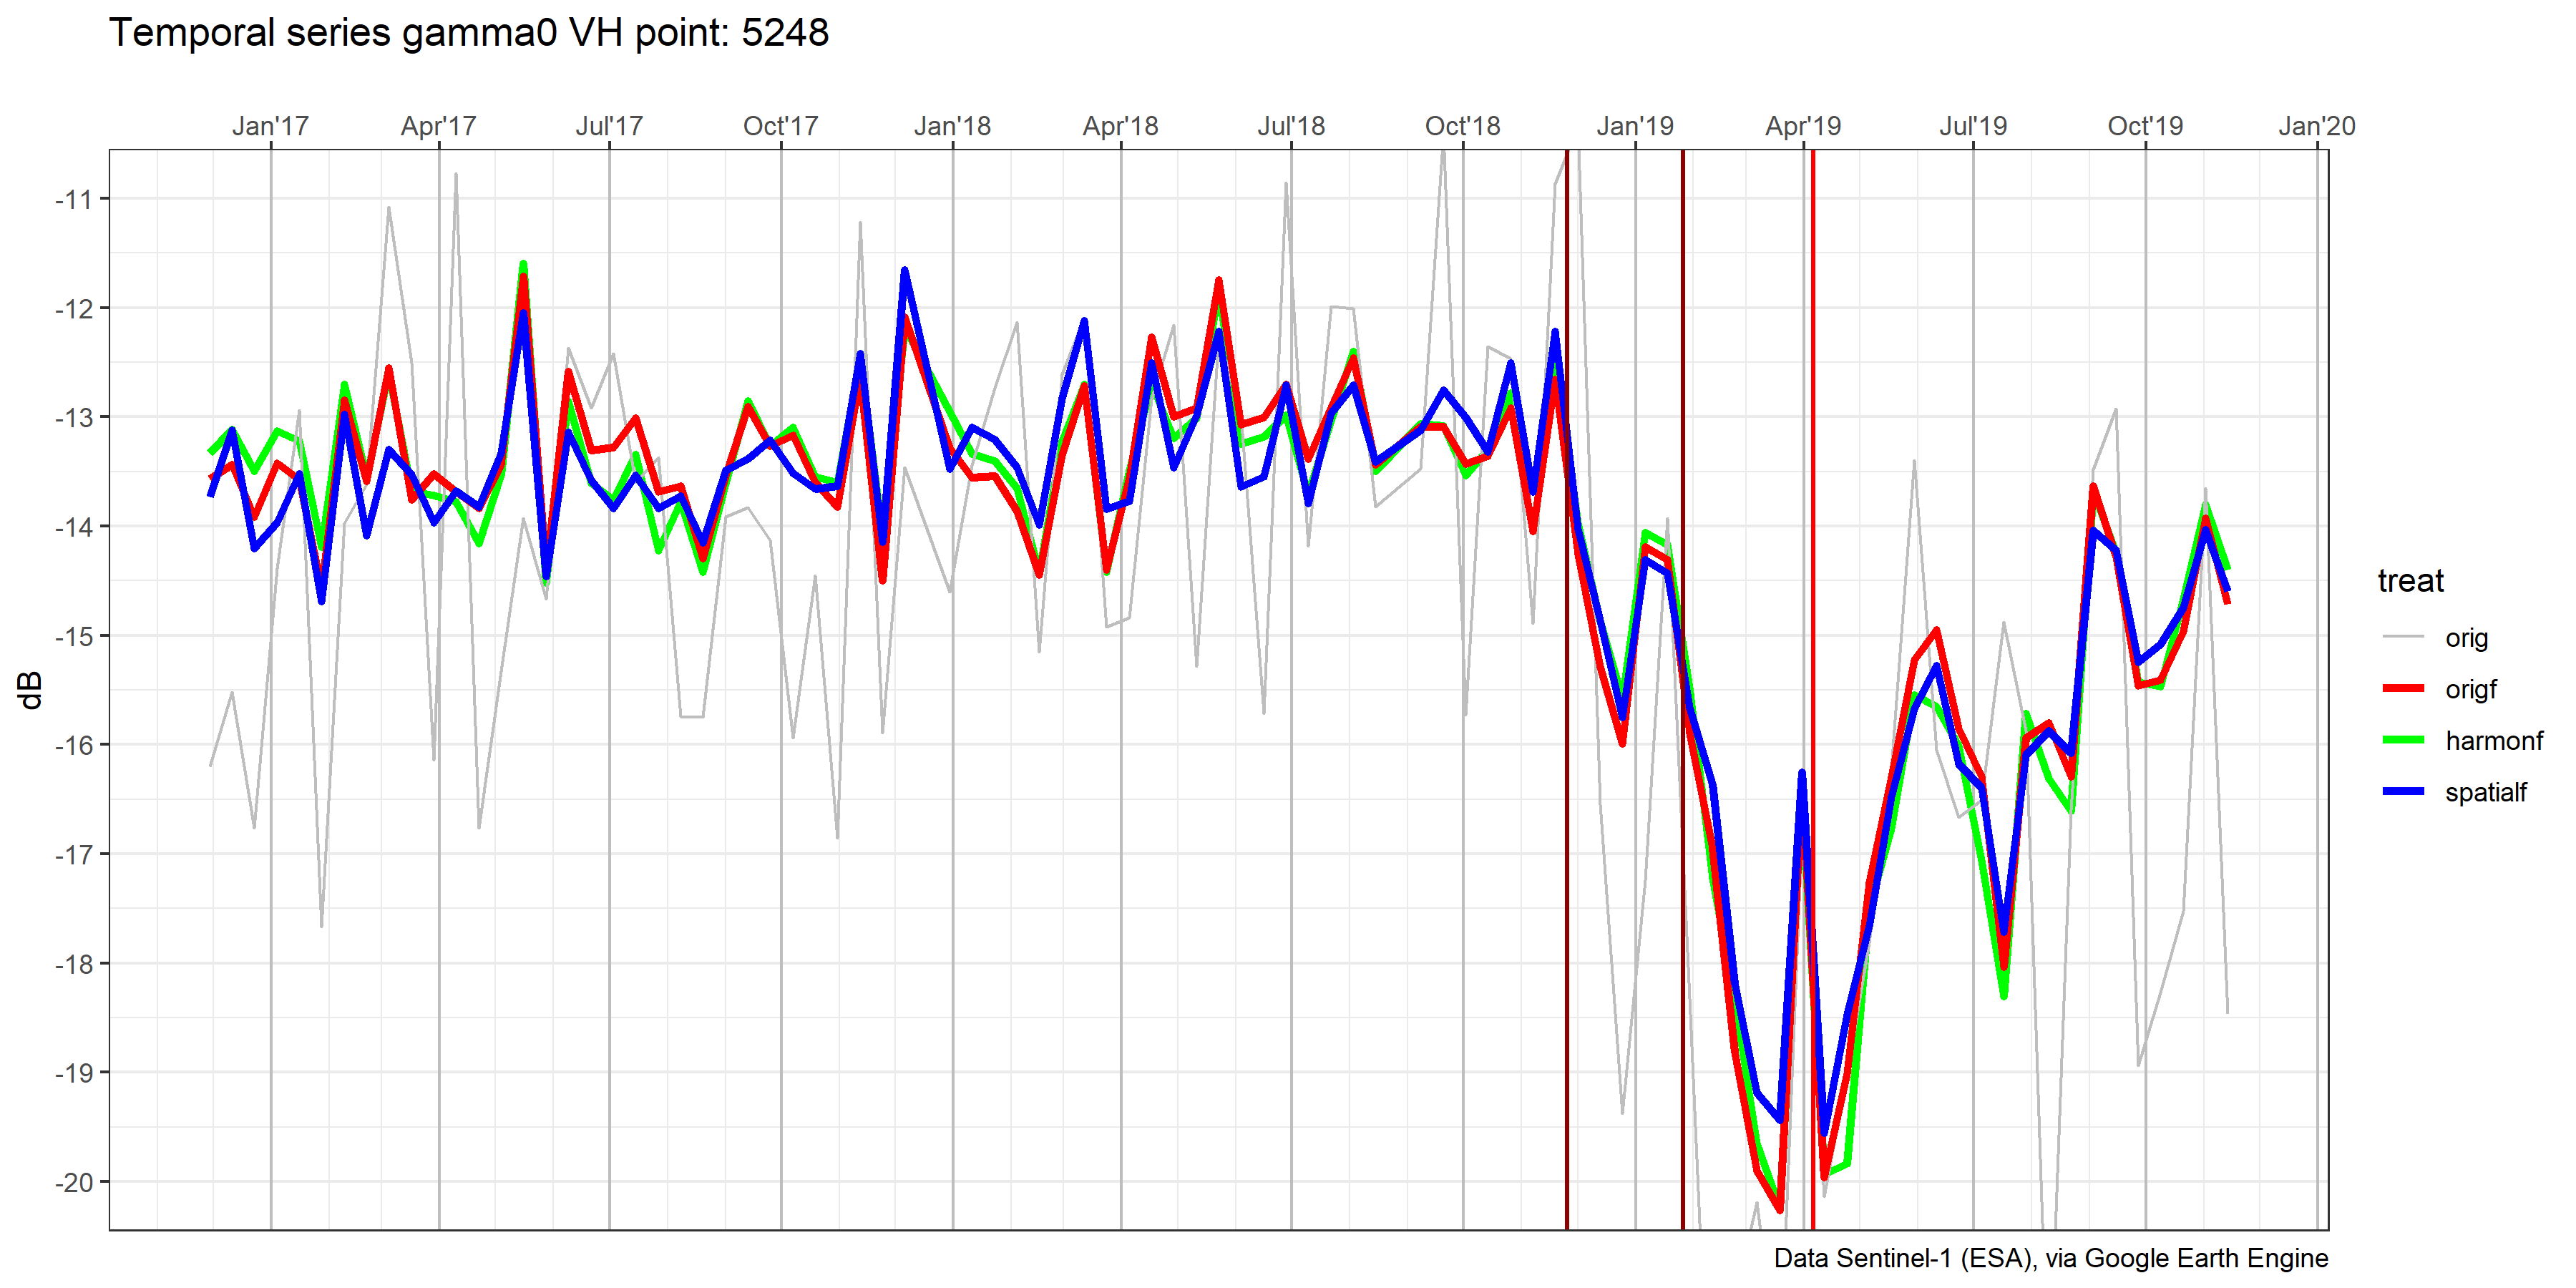 Temporal series gamma0 VH point: 5248
Jan'17 Apr'17 Jul'17 Oct'17 Jan'18 Apr'18 Jul'18 Oct'18 Jan'19 Apr'19 Jul'19 Oct'19 Jan'20
-11
-12
-13
-14
-15
-16
-17
-18
-19
-20
dB
treat
orig
origf
harmonf
spatialf
Data Sentinel-1 (ESA), via Google Earth Engine